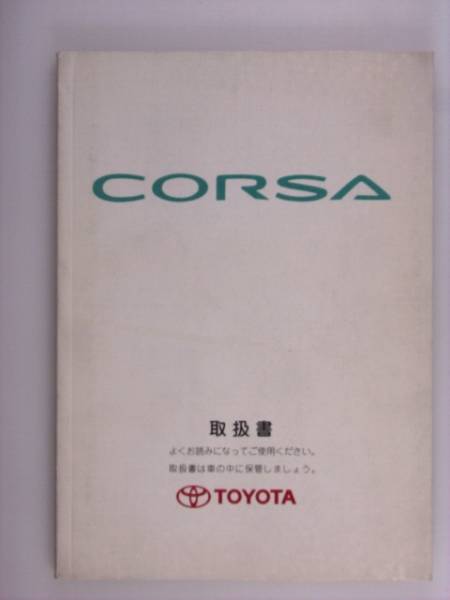 CORSA
取扱書
よくお読みになってご使用ください。
取扱書は車の中に保管しましょう。
TOYOTA